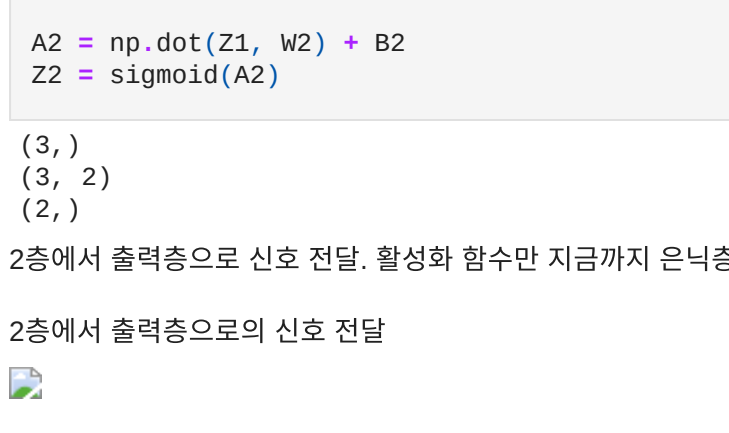 A2 = np.dot(Z1, W2) + B2
Z2 = sigmoid(A2)
(3,)
(3, 2)
(2,)
2층에서 출력층으로 신호 전달. 활성화 함수만 지금까지 은닉층
2층에서 출력층으로의 신호 전달